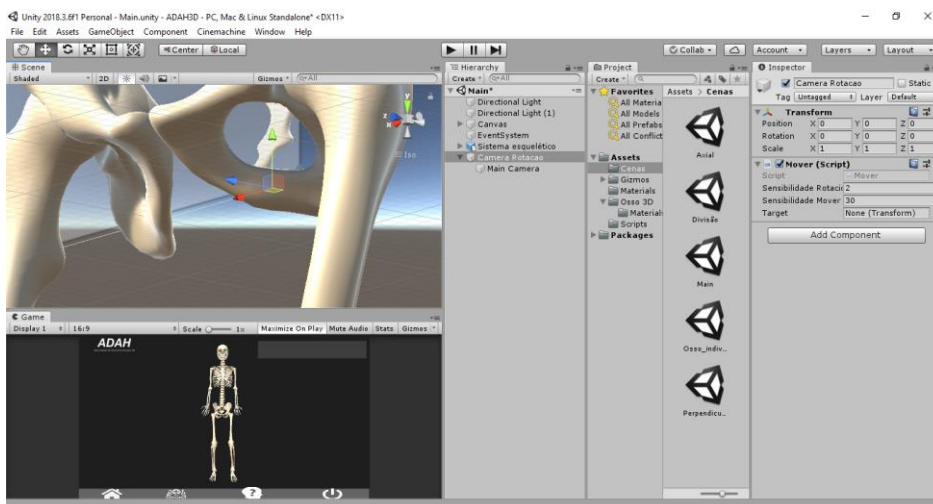 Unity 2018.3.6f1 Personal - Main.unity - ADAH3D - PC, Mac & Linux Standalone* <DX11>
File Edit Assets GameObject Component Cinemachine Window Help
Center Local
Collab Account Layers Layout
Scene
Shaded 2D Gizmos All
y
z
Iso
Game
Display 1 16:9 Scale 1x Maximize On Play Mute Audio Stats Gizmos
ADAH
?
Hierarchy
Create All
Main*
Directional Light
Directional Light (1)
Canvas
EventSystem
Sistema esquelético
Camera Rotacao
Main Camera
Project
Create
Favorites
All Materia
All Models
All Prefabs
All Conflict
Assets
Cenas
Gizmos
Materials
Osso 3D
Material
Scripts
Packages
Assets > Cenas
Axial
Divisão
Main
Osso_indiv...
Perpendicu...
Inspector
Camera Rotacao Static
Tag Untagged Layer Default
Transform
Position X 0 Y 0 Z 0
Rotation X 0 Y 0 Z 0
Scale X 1 Y 1 Z 1
Mover (Script)
Script Mover
Sensibilidade Rotaci 2
Sensibilidade Mover 30
Target None (Transform)
Add Component